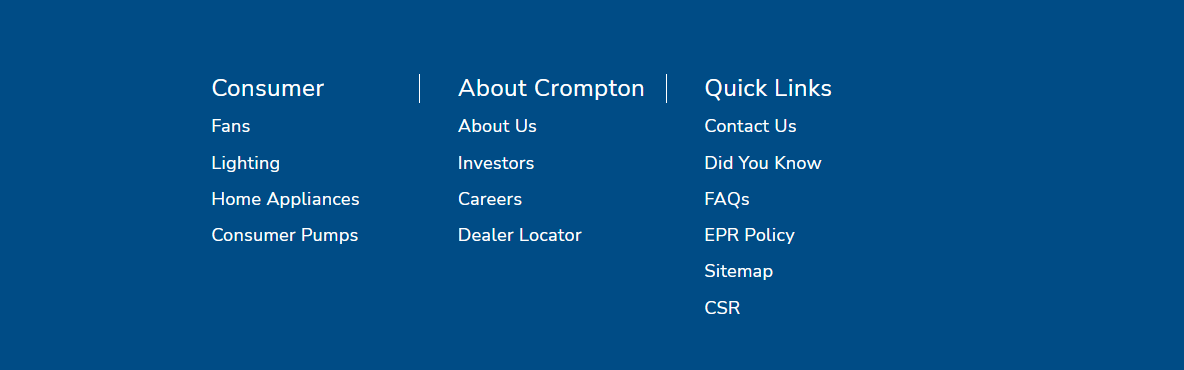 Consumer
Fans
Lighting
Home Appliances
Consumer Pumps
About Crompton
About Us
Investors
Careers
Dealer Locator
Quick Links
Contact Us
Did You Know
FAQs
EPR Policy
Sitemap
CSR